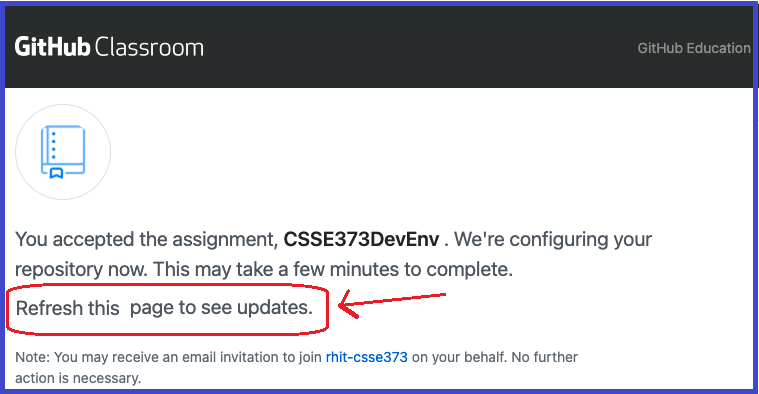 GitHub Classroom
GitHub Education
You accepted the assignment, CSSE373DevEnv . We're configuring your
repository now. This may take a few minutes to complete.
Refresh this page to see updates.
Note: You may receive an email invitation to join rhit-csse373 on your behalf. No further
action is necessary.